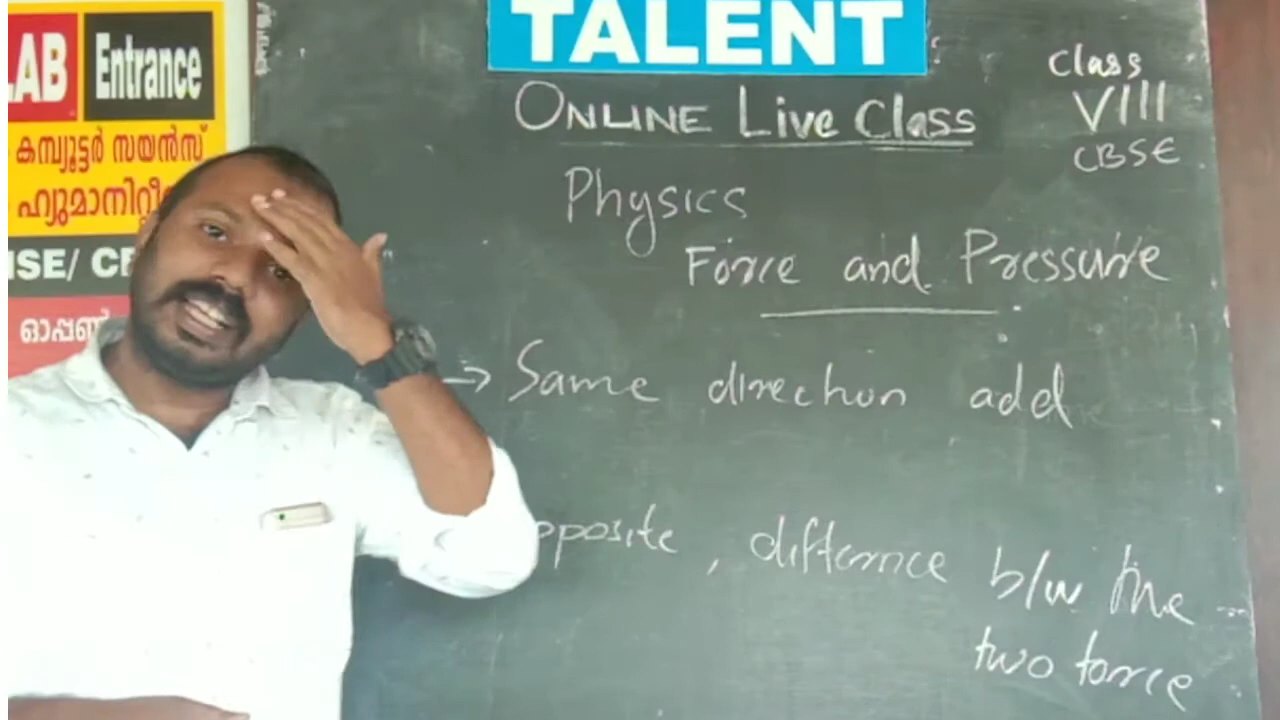 TALENT
LAB Entrance
കമ്പ്യൂട്ടർ സയൻസ്
ഹ്യുമാനിറ്റീ
ISE/ CB
ഓപ്പൺ
Class
VIII
CBSE
ONLINE Live Class
Physics
Force and Pressure
→ Same direction add
opposite, difference b/w the
two force